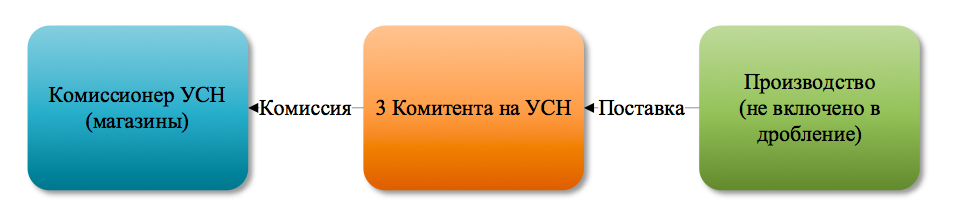 Комиссионер УСН
(магазины)
Комиссия
3 Комитента на УСН
Поставка
Производство
(не включено в
дробление)